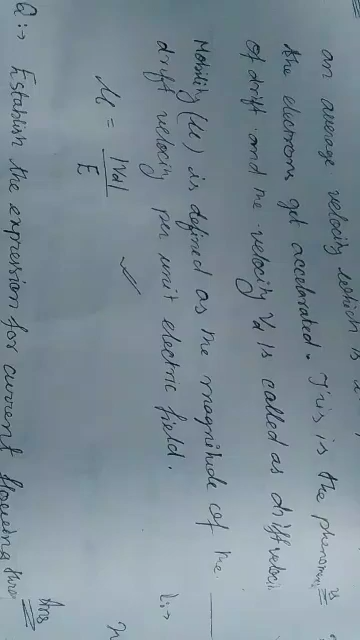 an average velocity which is
the electrons get accelerated. This is the phenomenon
of drift and the velocity Vd is called as drift velocity
Mobility (μ) is defined as the magnitude of the
drift velocity per unit electric field.
μ = |Vd| / E
Q :→ Establish the expression for current flowing
Ans